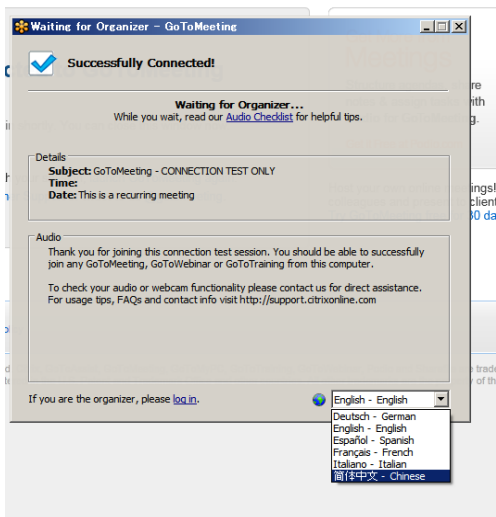 Waiting for Organizer - GoToMeeting
Successfully Connected!
Waiting for Organizer...
While you wait, read our Audio Checklist for helpful tips.
Details
Subject: GoToMeeting - CONNECTION TEST ONLY
Time:
Date: This is a recurring meeting
Audio
Thank you for joining this connection test session. You should be able to successfully
join any GoToMeeting, GoToWebinar or GoToTraining from this computer.
To check your audio or webcam functionality please contact us for direct assistance.
For usage tips, FAQs and contact info visit http://support.citrixonline.com
If you are the organizer, please log in.
English - English
Deutsch - German
English - English
Español - Spanish
Français - French
Italiano - Italian
简体中文 - Chinese